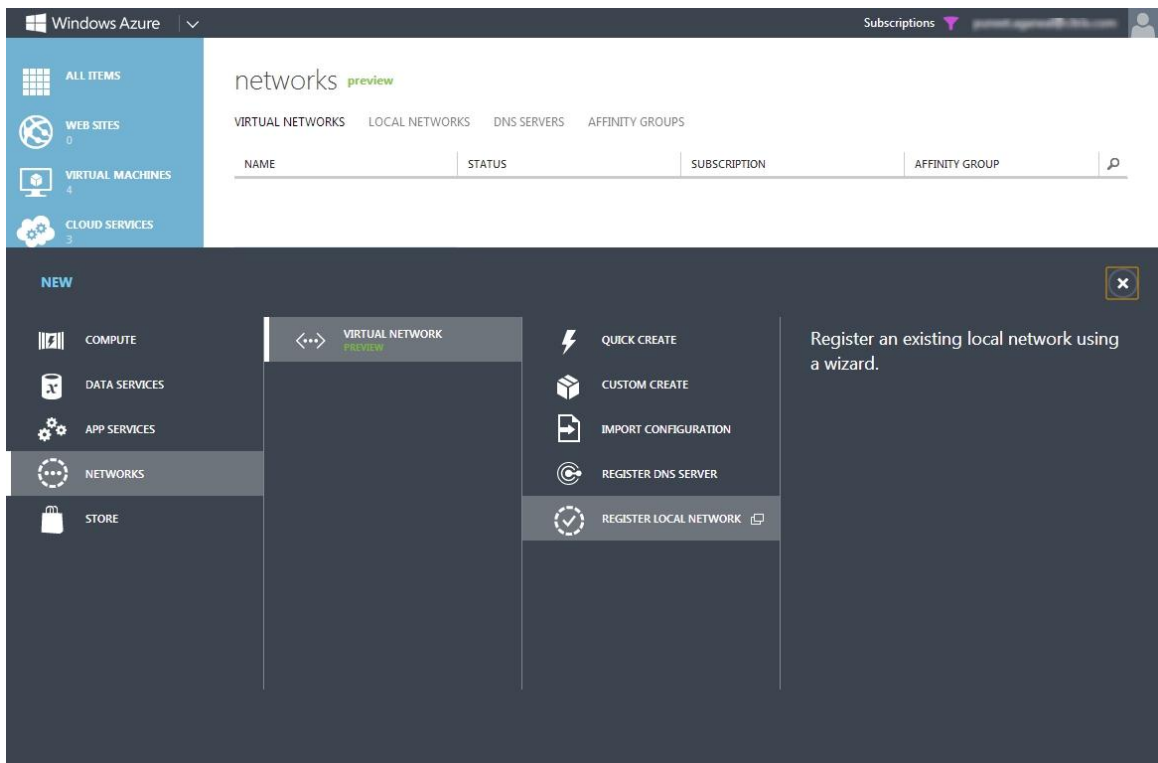 Windows Azure
Subscriptions
ALL ITEMS
WEB SITES
0
VIRTUAL MACHINES
4
CLOUD SERVICES
3
networks preview
VIRTUAL NETWORKS LOCAL NETWORKS DNS SERVERS AFFINITY GROUPS
NAME STATUS SUBSCRIPTION AFFINITY GROUP
NEW
COMPUTE
DATA SERVICES
APP SERVICES
NETWORKS
STORE
VIRTUAL NETWORK
PREVIEW
QUICK CREATE
CUSTOM CREATE
IMPORT CONFIGURATION
REGISTER DNS SERVER
REGISTER LOCAL NETWORK
Register an existing local network using
a wizard.